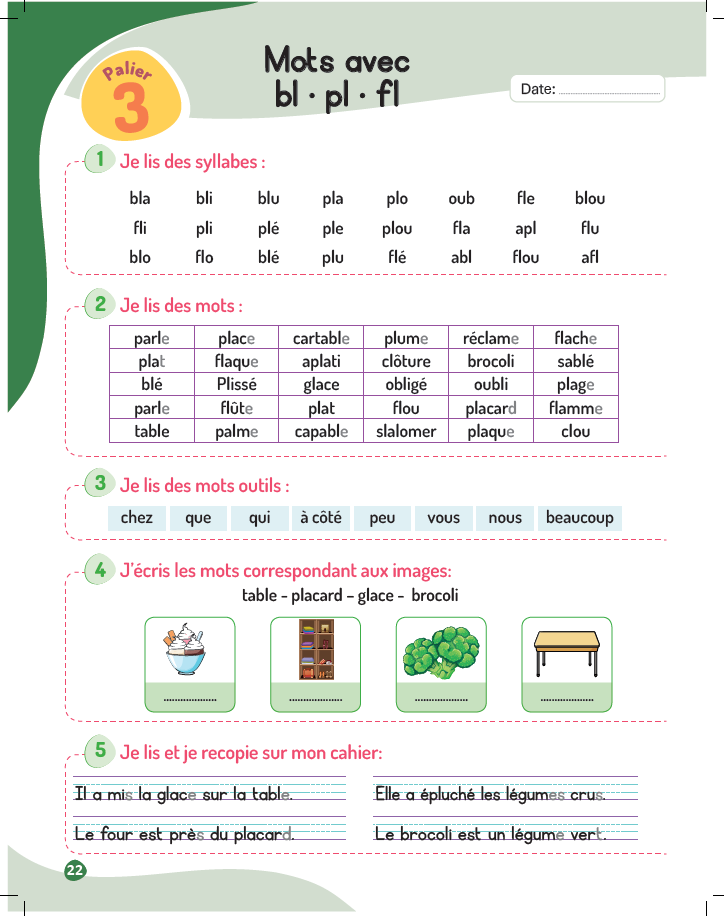 Palier
3
Mots avec
bl · pl · fl
Date: ..............................
1 Je lis des syllabes :
bla bli blu pla plo oub fle blou
fli pli plé ple plou fla apl flu
blo flo blé plu flé abl flou afl
2 Je lis des mots :
parle place cartable plume réclame flache
plat flaque aplati clôture brocoli sablé
blé Plissé glace obligé oubli plage
parle flûte plat flou placard flamme
table palme capable slalomer plaque clou
3 Je lis des mots outils :
chez que qui à côté peu vous nous beaucoup
4 J'écris les mots correspondant aux images:
table - placard – glace - brocoli
.................. .................. .................. ..................
5 Je lis et je recopie sur mon cahier:
Il a mis la glace sur la table. Elle a épluché les légumes crus.
Le four est près du placard. Le brocoli est un légume vert.
22